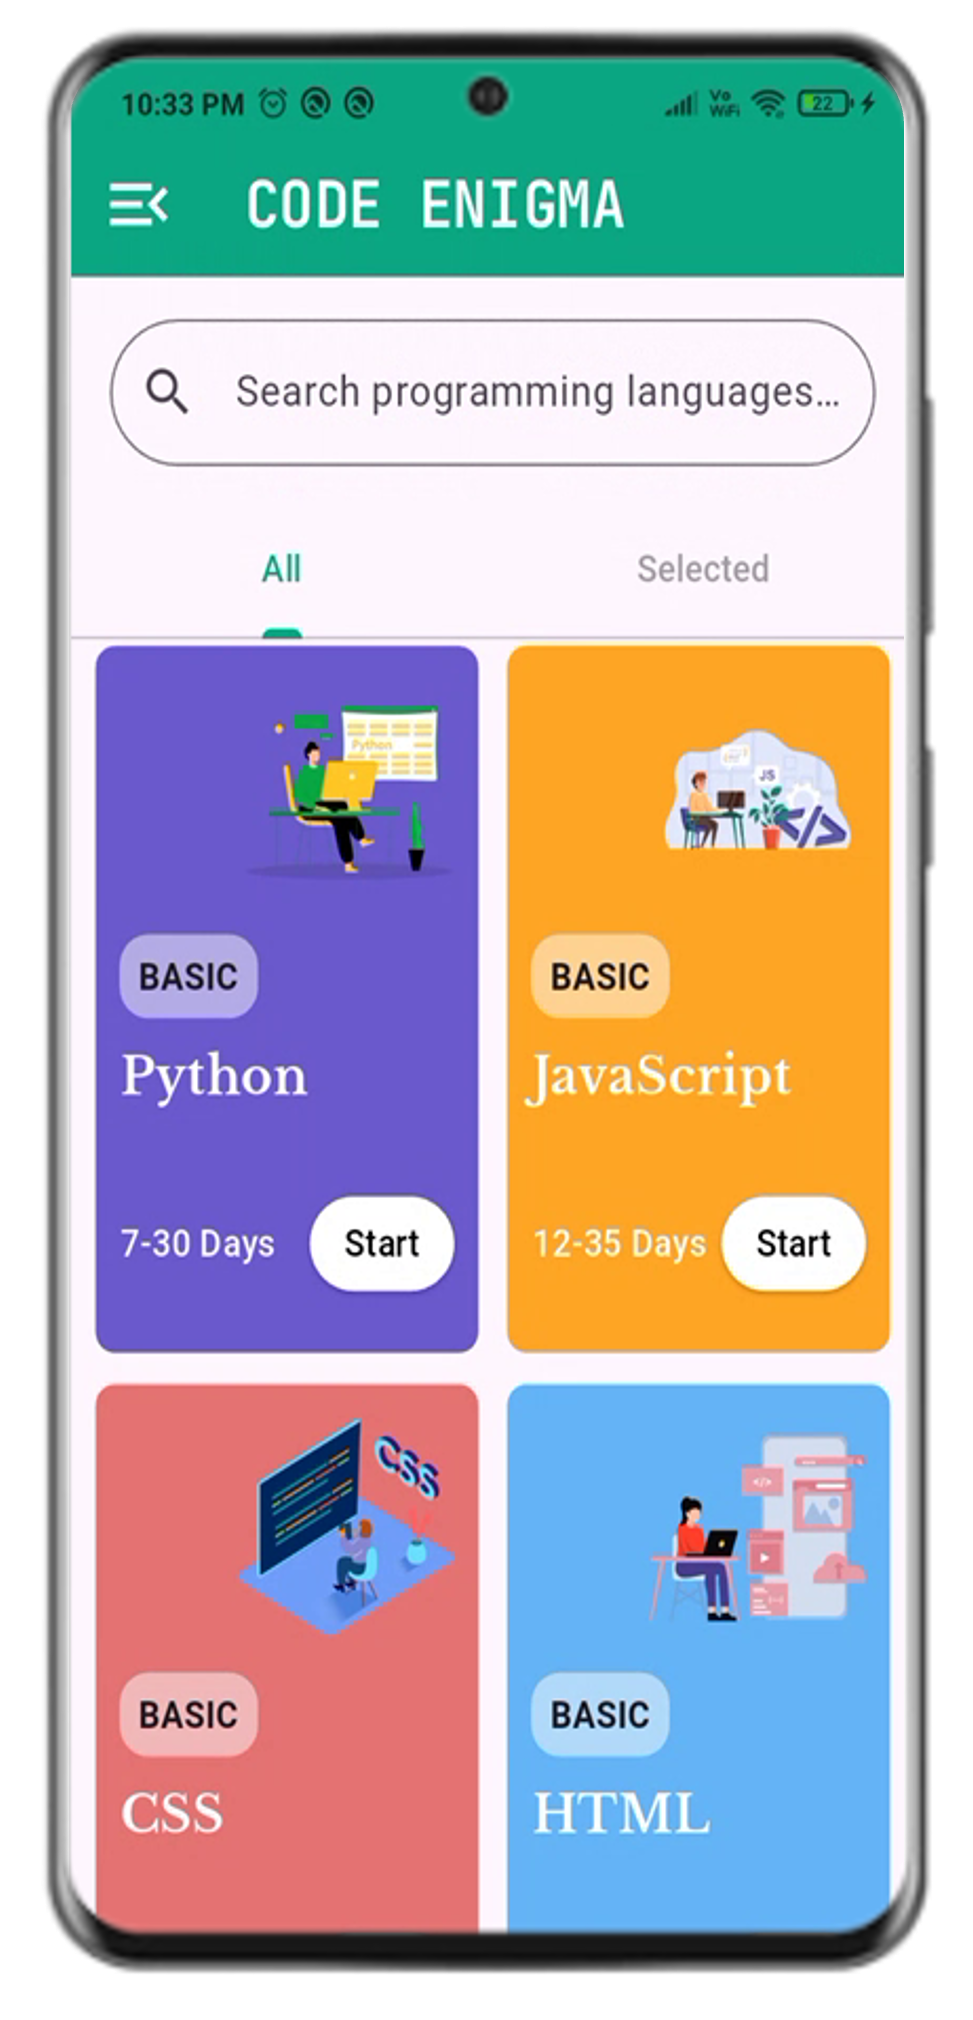 10:33 PM Vo WiFi 22
CODE ENIGMA
Search programming languages...
All Selected
Python
JS
</>
BASIC BASIC
Python JavaScript
7-30 Days Start 12-35 Days Start
CSS
</>
BASIC BASIC
CSS HTML